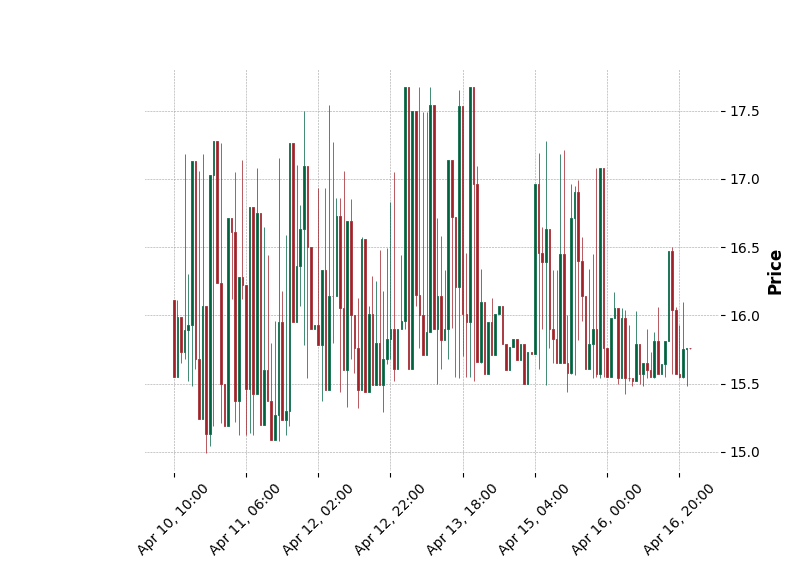 17.5
17.0
16.5
16.0
15.5
15.0
Price
Apr 10, 10:00
Apr 11, 06:00
Apr 12, 02:00
Apr 12, 22:00
Apr 13, 18:00
Apr 15, 04:00
Apr 16, 00:00
Apr 16, 20:00